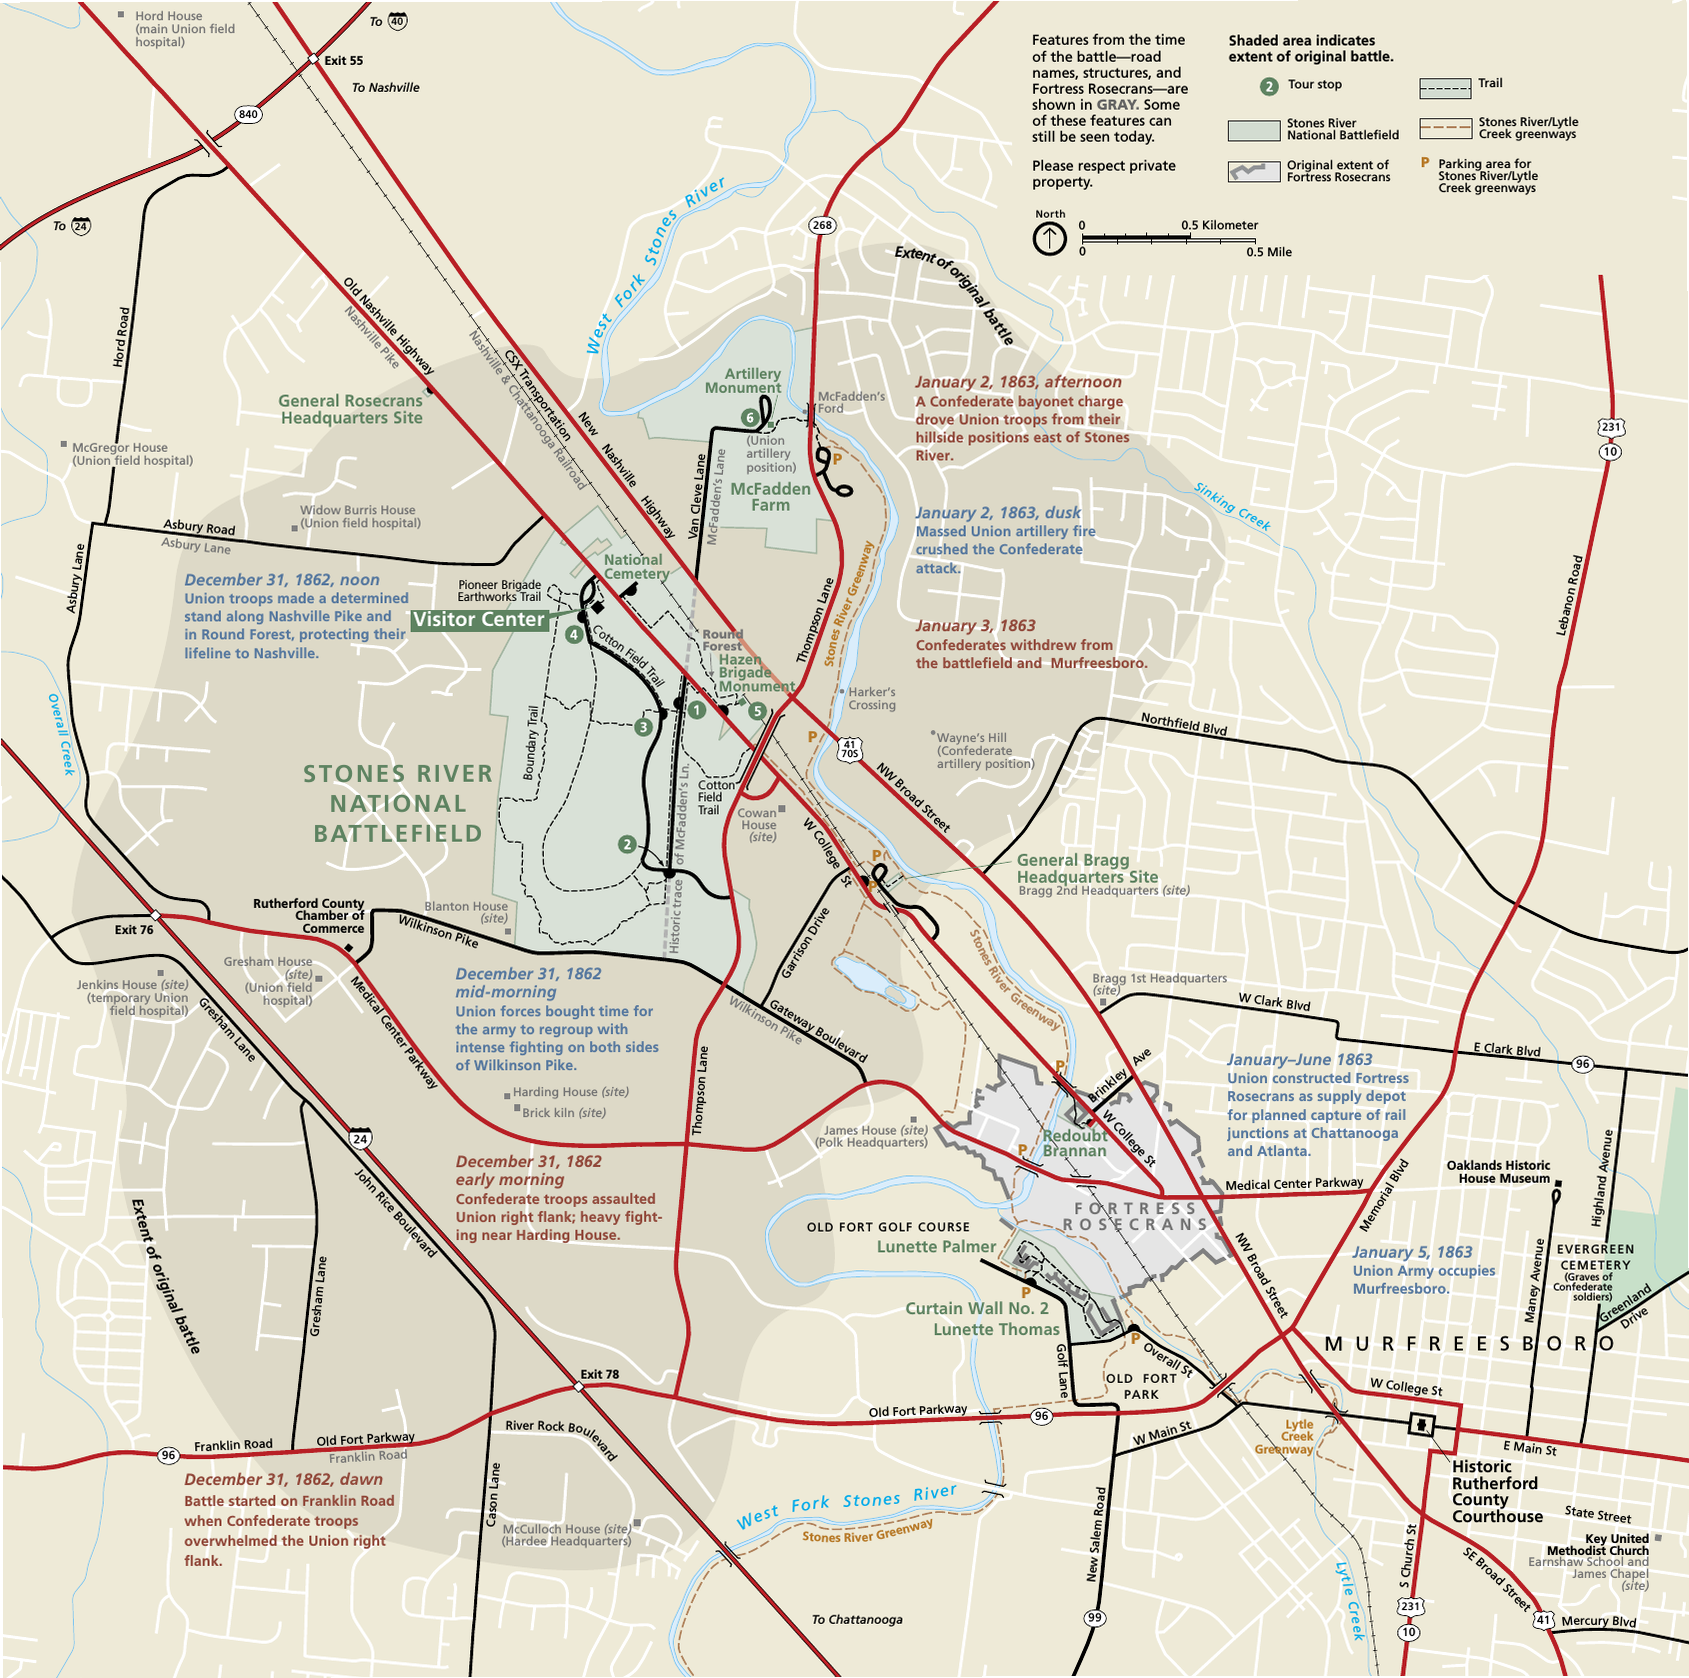 Hord House
(main Union field
hospital)
To 40
Exit 55
To Nashville
840
To 24
Features from the time
of the battle—road
names, structures, and
Fortress Rosecrans—are
shown in GRAY. Some
of these features can
still be seen today.
Please respect private
property.
Shaded area indicates
extent of original battle.
2 Tour stop
Trail
Stones River
National Battlefield
Stones River/Lytle
Creek greenways
Original extent of
Fortress Rosecrans
P Parking area for
Stones River/Lytle
Creek greenways
North
0 0.5 Kilometer
0 0.5 Mile
268
West Fork Stones River
Extent of original battle
Hord Road
Old Nashville Highway
Nashville Pike
CSX Transportation
Nashville & Chattanooga Railroad
New Nashville Highway
General Rosecrans
Headquarters Site
McGregor House
(Union field hospital)
Widow Burris House
(Union field hospital)
Asbury Road
Asbury Lane
Asbury Lane
Artillery
Monument
6
(Union
artillery
position)
McFadden's
Ford
P
McFadden
Farm
Van Cleve Lane
McFadden's Lane
January 2, 1863, afternoon
A Confederate bayonet charge
drove Union troops from their
hillside positions east of Stones
River.
January 2, 1863, dusk
Massed Union artillery fire
crushed the Confederate
attack.
January 3, 1863
Confederates withdrew from
the battlefield and Murfreesboro.
Sinking Creek
231
10
Lebanon Road
December 31, 1862, noon
Union troops made a determined
stand along Nashville Pike and
in Round Forest, protecting their
lifeline to Nashville.
National
Cemetery
Pioneer Brigade
Earthworks Trail
Visitor Center
4
Cotton Field Trail
Round
Forest
Hazen
Brigade
Monument
1
3
5
Thompson Lane
Stones River Greenway
Harker's
Crossing
P
41
70S
Wayne's Hill
(Confederate
artillery position)
Northfield Blvd
Overall Creek
Boundary Trail
STONES RIVER
NATIONAL
BATTLEFIELD
Cotton
Field
Trail
Cowan
House
(site)
2
Historic trace of McFadden's Ln.
W College St
NW Broad Street
P
P
General Bragg
Headquarters Site
Bragg 2nd Headquarters (site)
Exit 76
Rutherford County
Chamber of
Commerce
Blanton House
(site)
Wilkinson Pike
Gresham House
(site)
(Union field
hospital)
Jenkins House (site)
(temporary Union
field hospital)
Gresham Lane
Medical Center Parkway
December 31, 1862
mid-morning
Union forces bought time for
the army to regroup with
intense fighting on both sides
of Wilkinson Pike.
Garrison Drive
Wilkinson Pike
Gateway Boulevard
Stones River Greenway
Bragg 1st Headquarters
(site)
W Clark Blvd
E Clark Blvd
96
Harding House (site)
Brick kiln (site)
Thompson Lane
James House (site)
(Polk Headquarters)
P
Brinkley Ave
Redoubt
Brannan
W College St
P
January–June 1863
Union constructed Fortress
Rosecrans as supply depot
for planned capture of rail
junctions at Chattanooga
and Atlanta.
24
John Rice Boulevard
December 31, 1862
early morning
Confederate troops assaulted
Union right flank; heavy fight-
ing near Harding House.
Extent of original battle
Gresham Lane
FORTRESS
ROSECRANS
Medical Center Parkway
Memorial Blvd
Oaklands Historic
House Museum
Highland Avenue
Maney Avenue
EVERGREEN
CEMETERY
(Graves of
Confederate
soldiers)
Greenland
Drive
OLD FORT GOLF COURSE
Lunette Palmer
P
Curtain Wall No. 2
Lunette Thomas
P
NW Broad Street
January 5, 1863
Union Army occupies
Murfreesboro.
MURFREESBORO
Golf Lane
Overall St
OLD FORT
PARK
Exit 78
Old Fort Parkway
96
W Main St
W College St
Lytle
Creek
Greenway
E Main St
Historic
Rutherford
County
Courthouse
96
Franklin Road
Old Fort Parkway
Franklin Road
River Rock Boulevard
December 31, 1862, dawn
Battle started on Franklin Road
when Confederate troops
overwhelmed the Union right
flank.
Cason Lane
McCulloch House (site)
(Hardee Headquarters)
West Fork Stones River
Stones River Greenway
New Salem Road
99
To Chattanooga
Lytle Creek
S Church St
231
10
SE Broad Street
State Street
Key United
Methodist Church
Earnshaw School and
James Chapel
(site)
41
Mercury Blvd